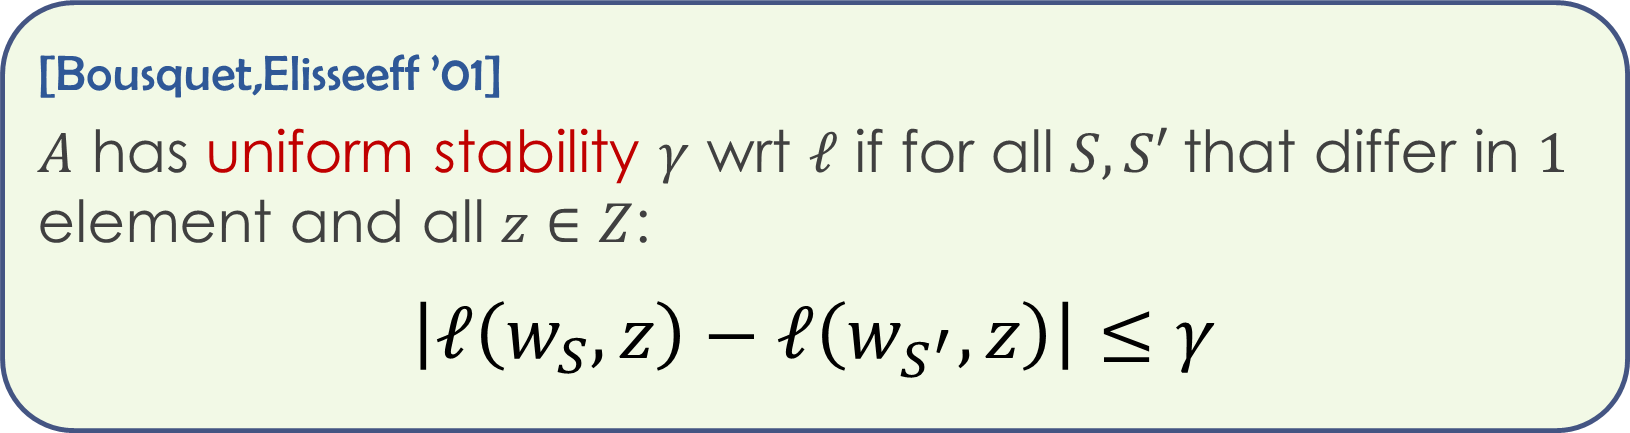 [Bousquet,Elisseeff ’01]
A has uniform stability γ wrt ℓ if for all S, S′ that differ in 1
element and all z ∈ Z:
|ℓ(w_S, z) − ℓ(w_{S′}, z)| ≤ γ